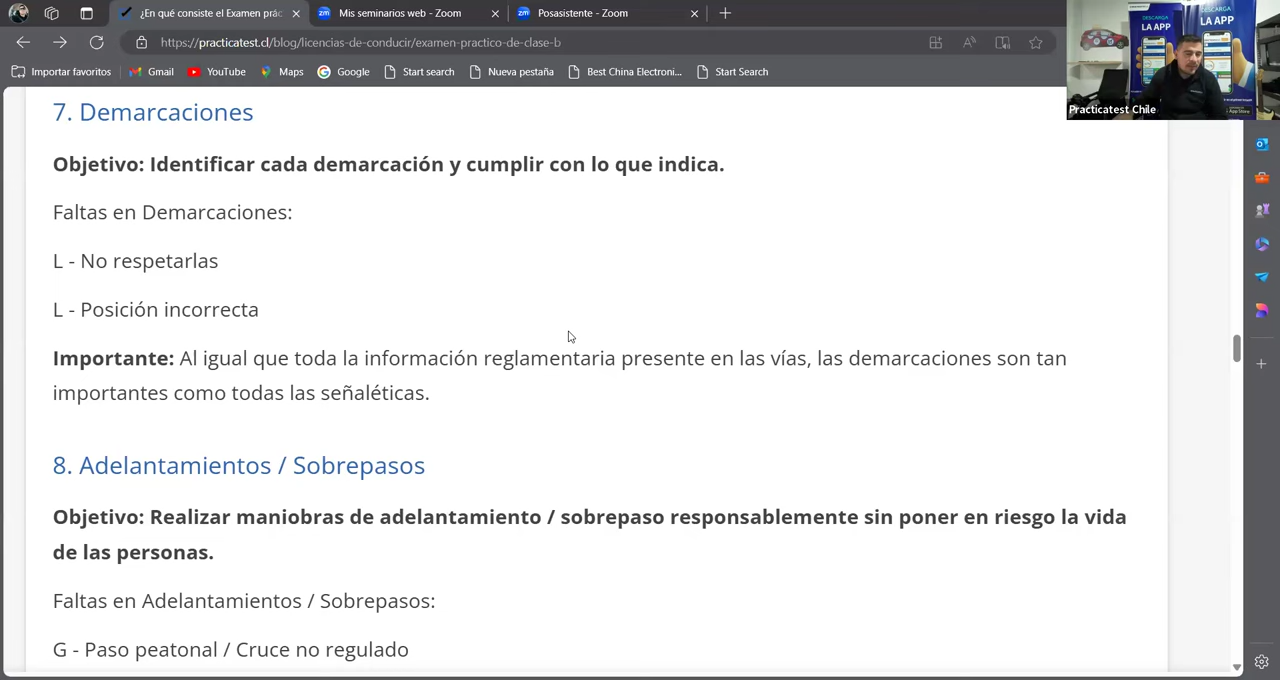 ¿En qué consiste el Examen prác
Mis seminarios web - Zoom
Posasistente - Zoom
https://practicatest.cl/blog/licencias-de-conducir/examen-practico-de-clase-b
Importar favoritos
Gmail
YouTube
Maps
Google
Start search
Nueva pestaña
Best China Electroni...
Start Search
DESCARGA
LA APP
DESCARGA
LA APP
Practicatest Chile
7. Demarcaciones
Objetivo: Identificar cada demarcación y cumplir con lo que indica.
Faltas en Demarcaciones:
L - No respetarlas
L - Posición incorrecta
Importante: Al igual que toda la información reglamentaria presente en las vías, las demarcaciones son tan
importantes como todas las señaléticas.
8. Adelantamientos / Sobrepasos
Objetivo: Realizar maniobras de adelantamiento / sobrepaso responsablemente sin poner en riesgo la vida
de las personas.
Faltas en Adelantamientos / Sobrepasos:
G - Paso peatonal / Cruce no regulado